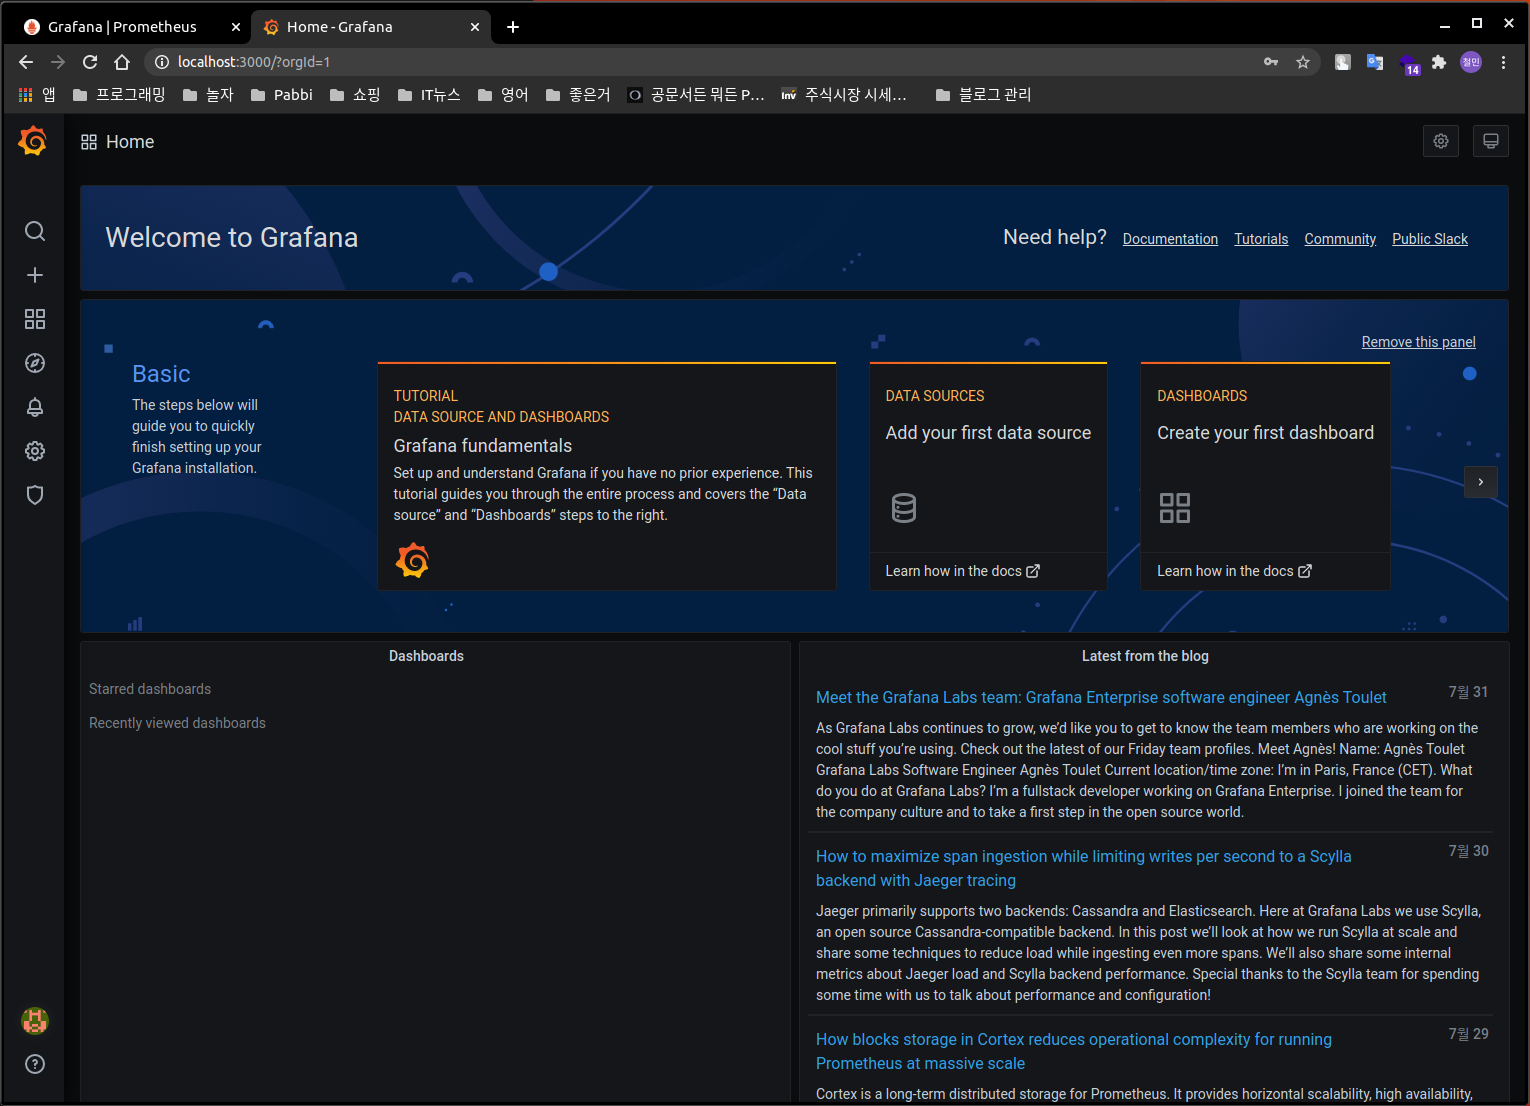 Grafana | Prometheus
Home - Grafana
localhost:3000/?orgId=1
14
철인
앱
프로그래밍
놀자
Pabbi
쇼핑
IT뉴스
영어
좋은거
공문서든 뭐든 P...
Inv
주식시장 시세...
블로그 관리
Home
Welcome to Grafana
Need help?
Documentation
Tutorials
Community
Public Slack
Remove this panel
Basic
The steps below will
guide you to quickly
finish setting up your
Grafana installation.
TUTORIAL
DATA SOURCE AND DASHBOARDS
Grafana fundamentals
Set up and understand Grafana if you have no prior experience. This
tutorial guides you through the entire process and covers the “Data
source” and “Dashboards” steps to the right.
DATA SOURCES
Add your first data source
Learn how in the docs
DASHBOARDS
Create your first dashboard
Learn how in the docs
Dashboards
Starred dashboards
Recently viewed dashboards
Latest from the blog
Meet the Grafana Labs team: Grafana Enterprise software engineer Agnès Toulet
7월 31
As Grafana Labs continues to grow, we’d like you to get to know the team members who are working on the
cool stuff you’re using. Check out the latest of our Friday team profiles. Meet Agnès! Name: Agnès Toulet
Grafana Labs Software Engineer Agnès Toulet Current location/time zone: I’m in Paris, France (CET). What
do you do at Grafana Labs? I’m a fullstack developer working on Grafana Enterprise. I joined the team for
the company culture and to take a first step in the open source world.
How to maximize span ingestion while limiting writes per second to a Scylla
backend with Jaeger tracing
7월 30
Jaeger primarily supports two backends: Cassandra and Elasticsearch. Here at Grafana Labs we use Scylla,
an open source Cassandra-compatible backend. In this post we’ll look at how we run Scylla at scale and
share some techniques to reduce load while ingesting even more spans. We’ll also share some internal
metrics about Jaeger load and Scylla backend performance. Special thanks to the Scylla team for spending
some time with us to talk about performance and configuration!
How blocks storage in Cortex reduces operational complexity for running
Prometheus at massive scale
7월 29
Cortex is a long-term distributed storage for Prometheus. It provides horizontal scalability, high availability,